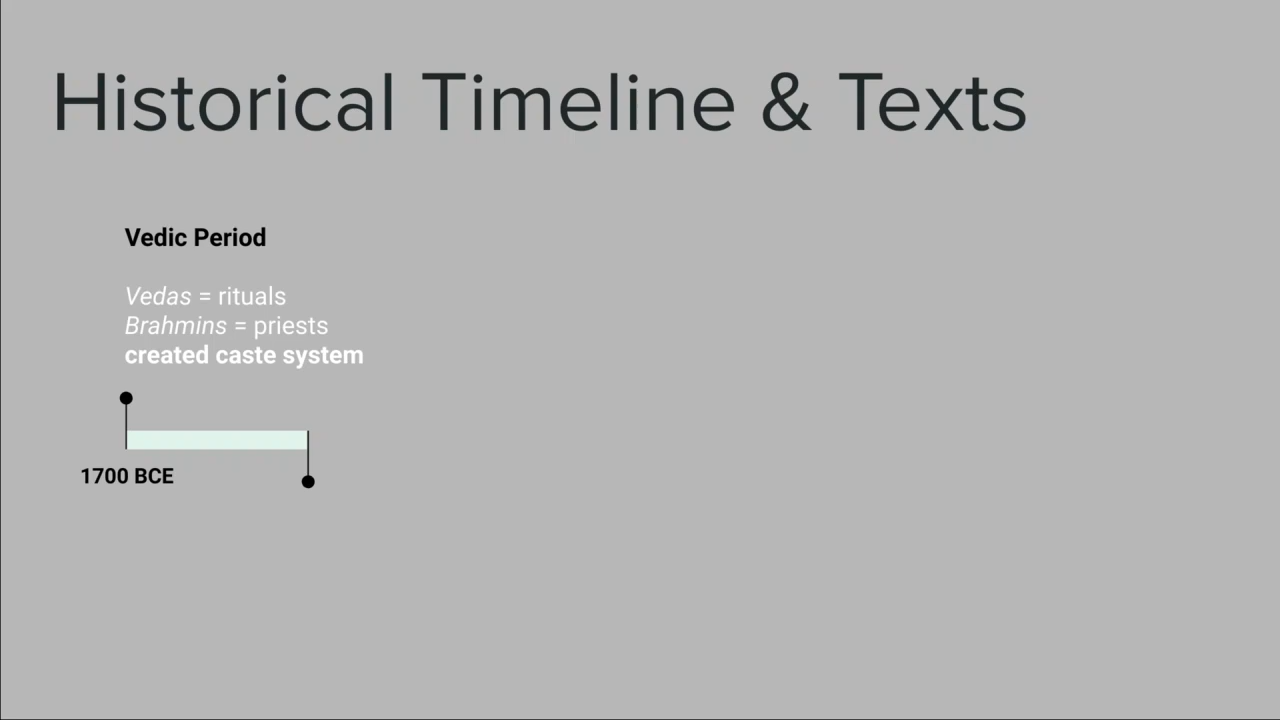 Historical Timeline & Texts
Vedic Period
Vedas = rituals
Brahmins = priests
created caste system
1700 BCE